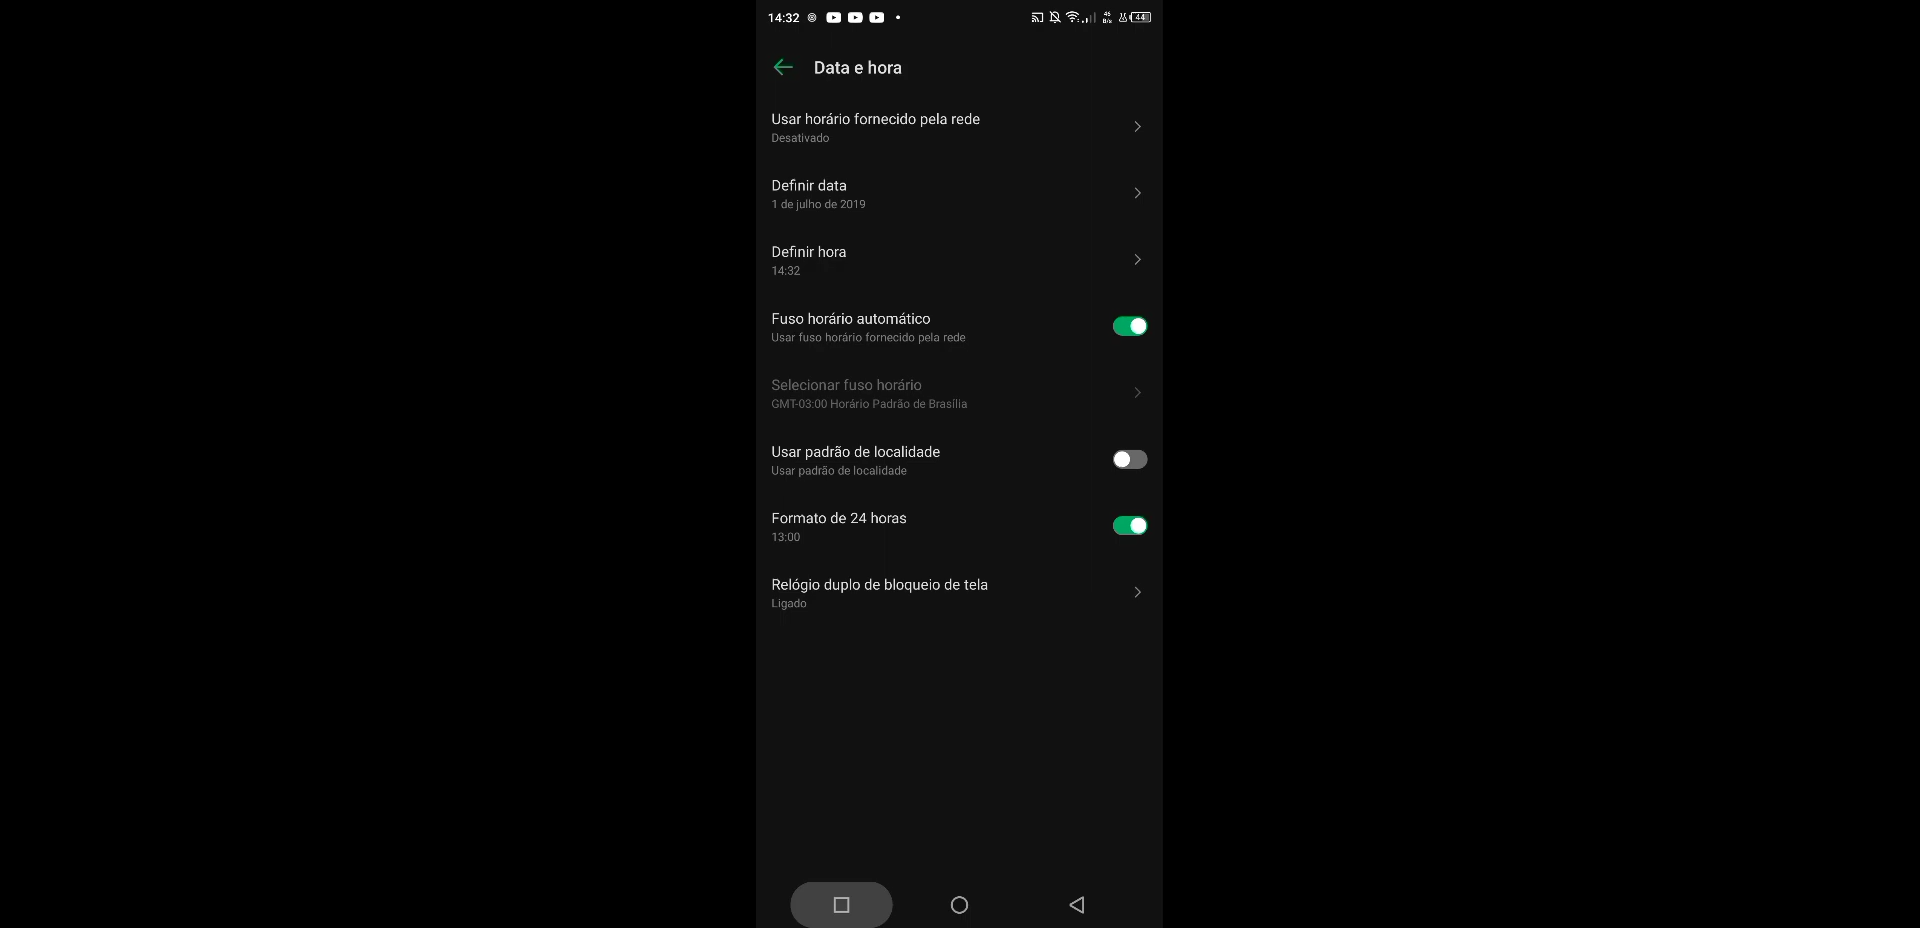 14:32
46
B/s
44
Data e hora
Usar horário fornecido pela rede
Desativado
Definir data
1 de julho de 2019
Definir hora
14:32
Fuso horário automático
Usar fuso horário fornecido pela rede
Selecionar fuso horário
GMT-03:00 Horário Padrão de Brasília
Usar padrão de localidade
Usar padrão de localidade
Formato de 24 horas
13:00
Relógio duplo de bloqueio de tela
Ligado